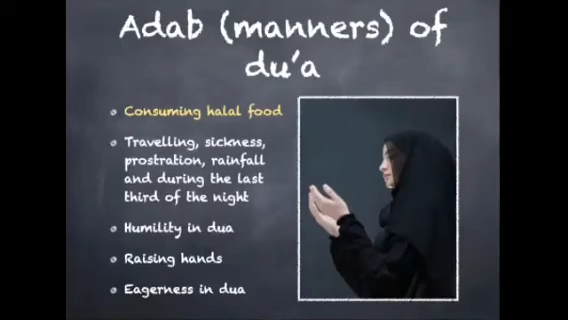 Adab (manners) of
du'a
Consuming halal food
Travelling, sickness,
prostration, rainfall
and during the last
third of the night
Humility in dua
Raising hands
Eagerness in dua